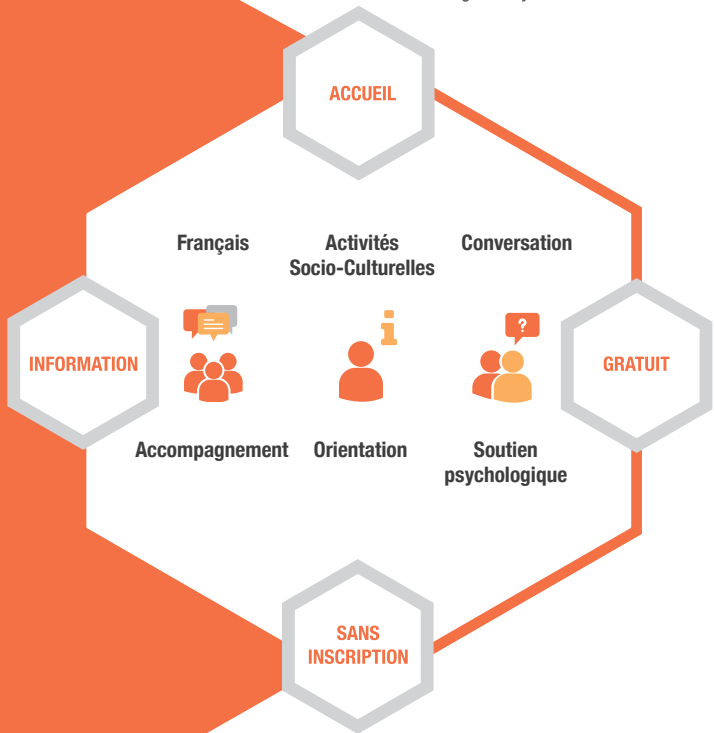 ACCUEIL
Français
Activités
Socio-Culturelles
Conversation
i
?
INFORMATION
GRATUIT
Accompagnement
Orientation
Soutien
psychologique
SANS
INSCRIPTION